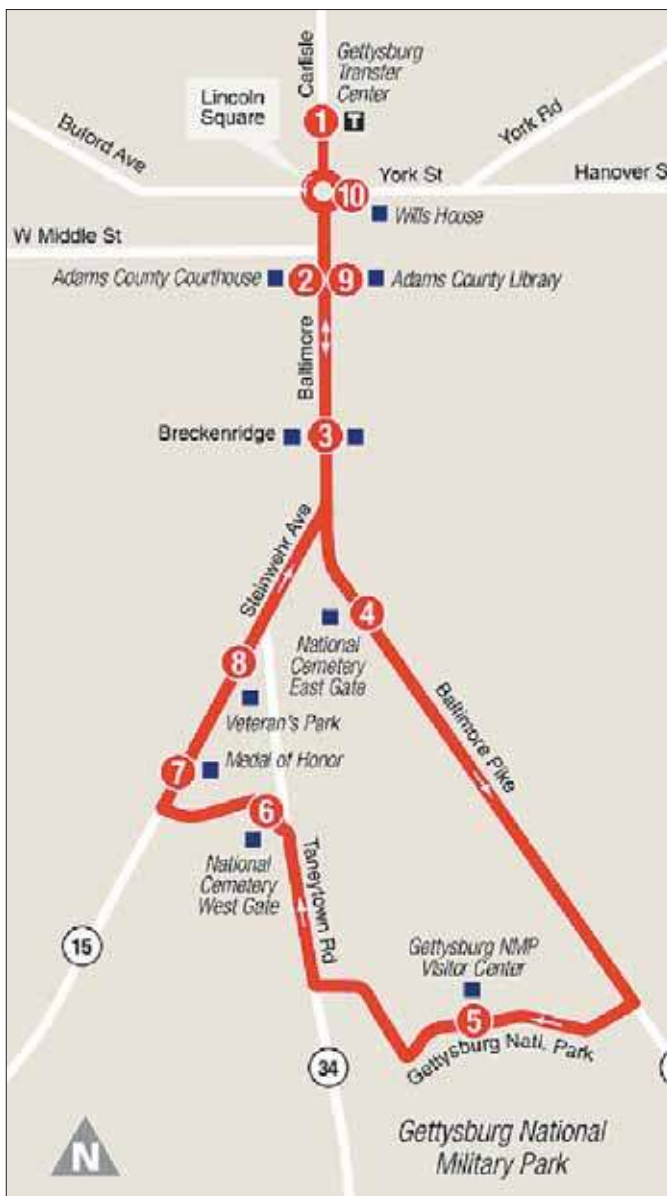 Carlisle
Gettysburg
Transfer
Center
Lincoln
Square
1
T
Buford Ave
York Rd
10
York St
Hanover S
Wills House
W Middle St
Adams County Courthouse
2
9
Adams County Library
Baltimore
Breckenridge
3
Steinwehr Ave
4
National
Cemetery
East Gate
8
Veteran's Park
Baltimore Pike
7
Medal of Honor
6
National
Cemetery
West Gate
Taneytown Rd
15
Gettysburg NMP
Visitor Center
5
Gettysburg Natl. Park
34
Gettysburg National
Military Park
N